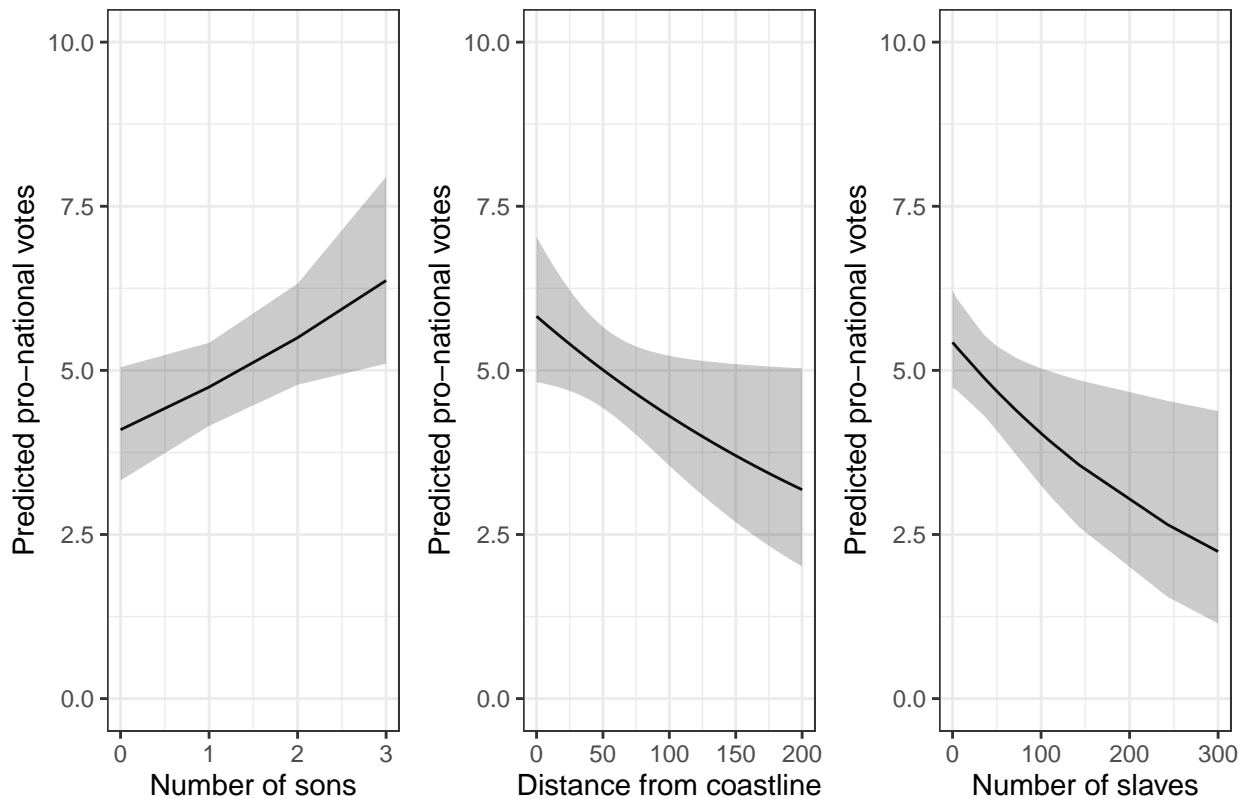 Predicted pro−national votes
10.0
7.5
5.0
2.5
0.0
0 1 2 3
Number of sons
Predicted pro−national votes
10.0
7.5
5.0
2.5
0.0
0 50 100 150 200
Distance from coastline
Predicted pro−national votes
10.0
7.5
5.0
2.5
0.0
0 100 200 300
Number of slaves